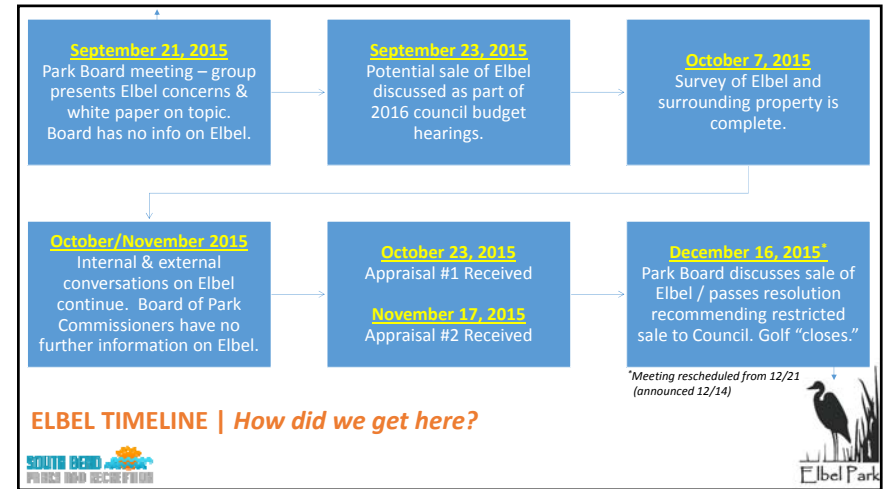 September 21, 2015
Park Board meeting – group
presents Elbel concerns &
white paper on topic.
Board has no info on Elbel.
September 23, 2015
Potential sale of Elbel
discussed as part of
2016 council budget
hearings.
October 7, 2015
Survey of Elbel and
surrounding property is
complete.
October/November 2015
Internal & external
conversations on Elbel
continue.  Board of Park
Commissioners have no
further information on Elbel.
October 23, 2015
Appraisal #1 Received
November 17, 2015
Appraisal #2 Received
December 16, 2015*
Park Board discusses sale of
Elbel / passes resolution
recommending restricted
sale to Council. Golf “closes.”
*Meeting rescheduled from 12/21
(announced 12/14)
ELBEL TIMELINE | How did we get here?
SOUTH BEND
PARKS AND RECREATION
Elbel Park